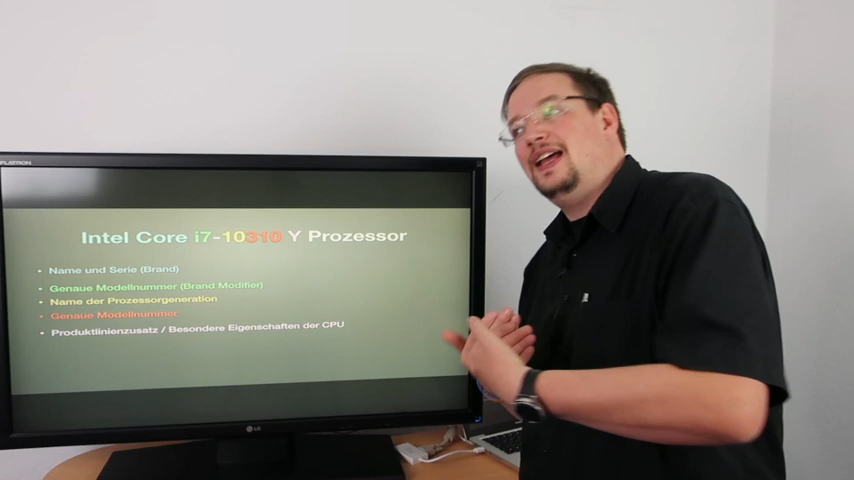 FLATRON
Intel Core i7-10310 Y Prozessor
• Name und Serie (Brand)
• Genaue Modellnummer (Brand Modifier)
• Name der Prozessorgeneration
• Genaue Modellnummer
• Produktlinienzusatz / Besondere Eigenschaften der CPU
LG